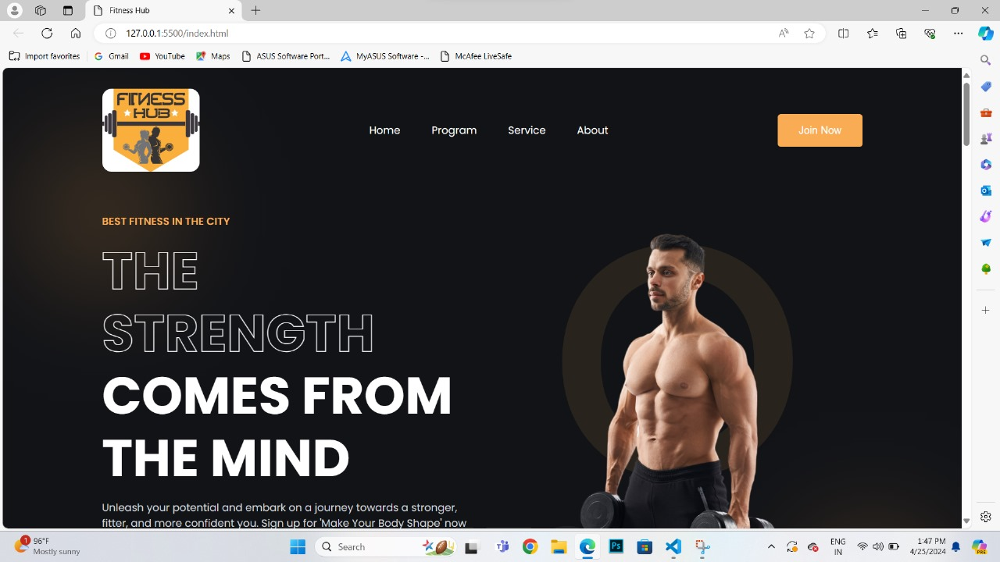 Fitness Hub
127.0.0.1:5500/index.html
Import favorites
Gmail
YouTube
Maps
ASUS Software Port...
MyASUS Software -...
McAfee LiveSafe
FITNESS
HUB
Home
Program
Service
About
Join Now
BEST FITNESS IN THE CITY
THE
STRENGTH
COMES FROM
THE MIND
Unleash your potential and embark on a journey towards a stronger,
fitter, and more confident you. Sign up for 'Make Your Body Shape' now
1
96°F
Mostly sunny
Search
Ps
ENG
IN
1:47 PM
4/25/2024
PRE